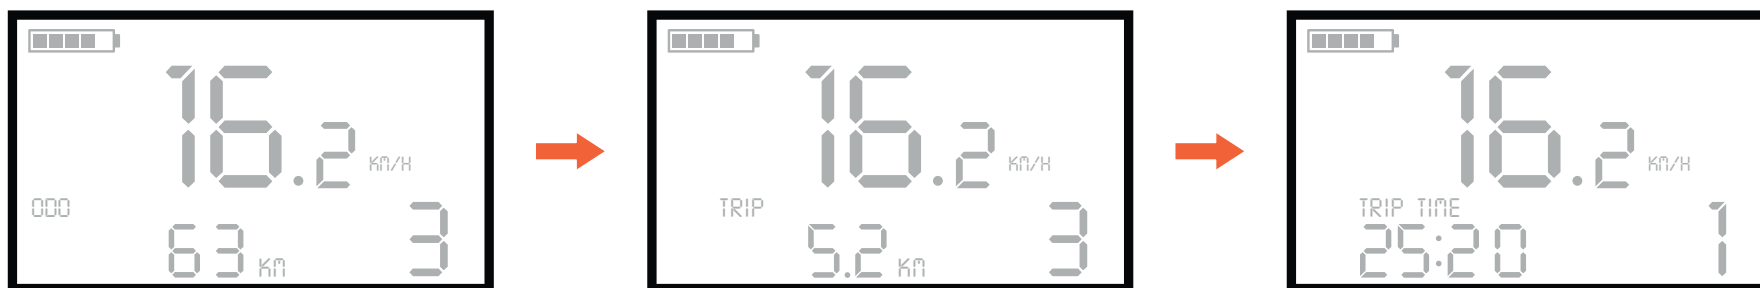 16.2 KM/H
ODO
63 KM 3
16.2 KM/H
TRIP
5.2 KM 3
16.2 KM/H
TRIP TIME
25:20 1